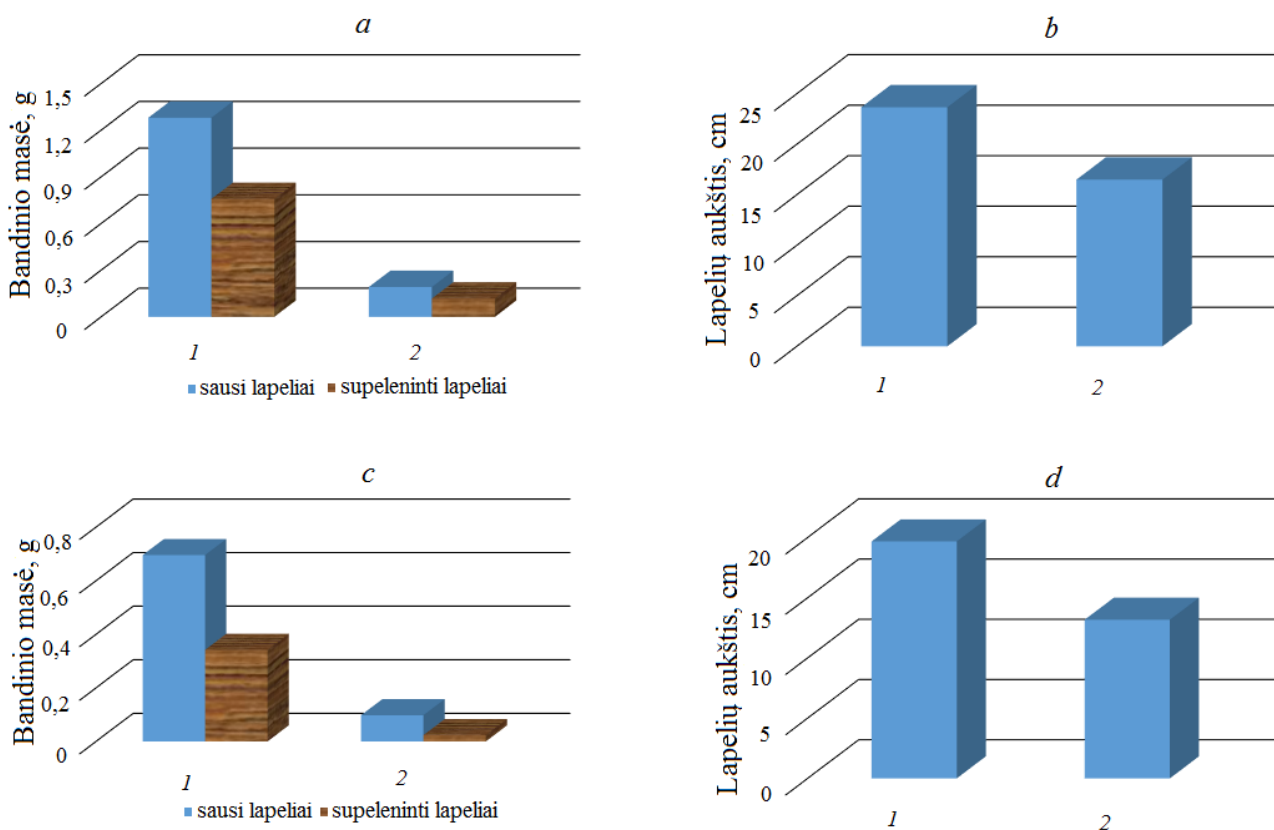 a
Bandinio masė, g
1,5
1,2
0,9
0,6
0,3
0
1 2
sausi lapeliai supeleninti lapeliai
b
Lapelių aukštis, cm
25
20
15
10
5
0
1 2
c
Bandinio masė, g
0,8
0,6
0,4
0,2
0
1 2
sausi lapeliai supeleninti lapeliai
d
Lapelių aukštis, cm
20
15
10
5
0
1 2